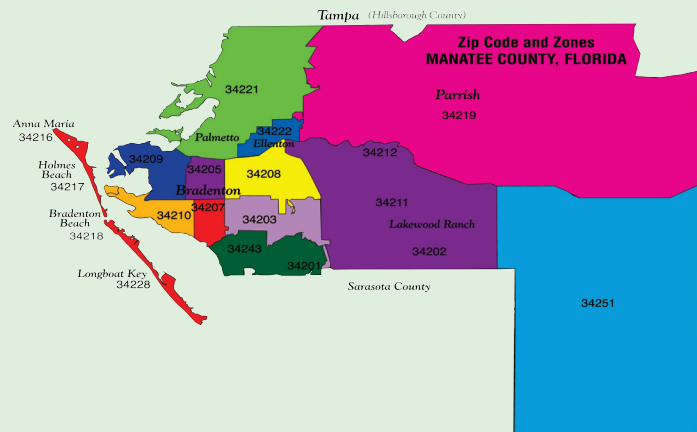 Tampa (Hillsborough County)
Zip Code and Zones
MANATEE COUNTY, FLORIDA
34221
Parrish
34219
Anna Maria
34216
34222
Palmetto
Ellenton
34209
34212
Holmes
Beach
34217
34205
34208
Bradenton
34211
34207
34210
34203
Bradenton
Beach
34218
Lakewood Ranch
34243
34202
34201
Longboat Key
34228
Sarasota County
34251